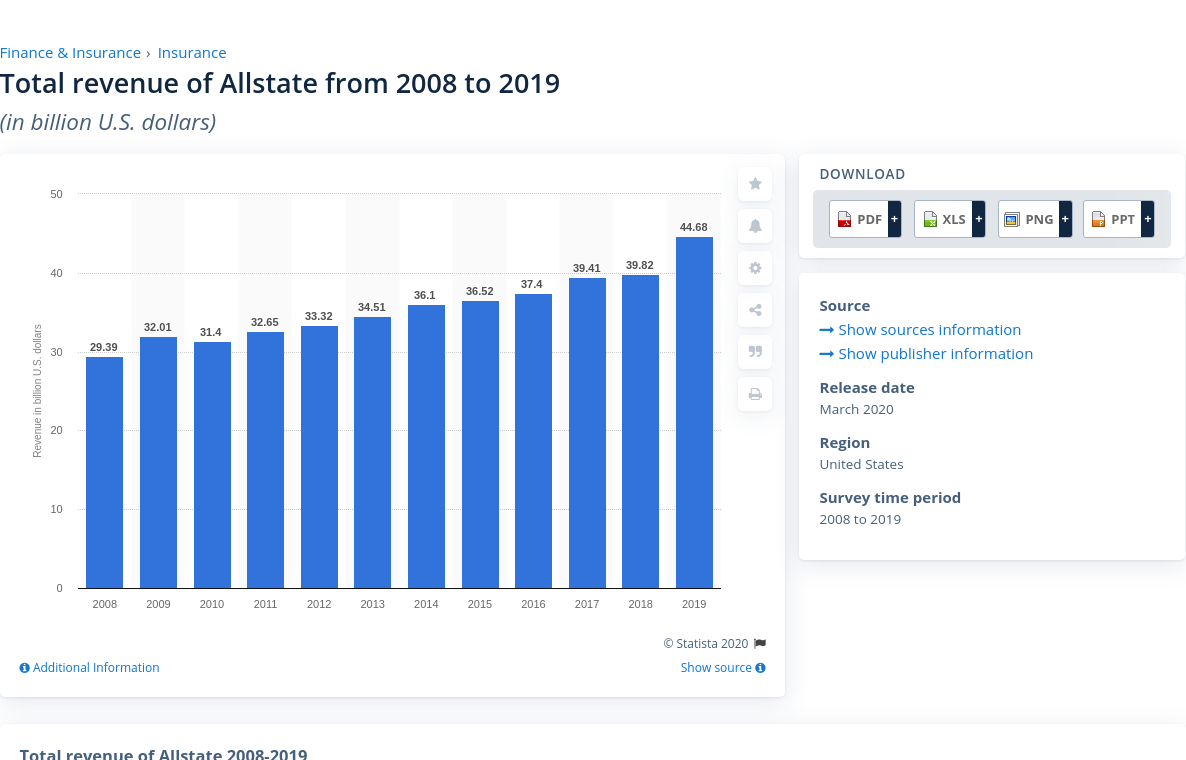 Finance & Insurance › Insurance
Total revenue of Allstate from 2008 to 2019
(in billion U.S. dollars)
50
40
30
20
10
0
Revenue in billion U.S. dollars
29.39
32.01
31.4
32.65
33.32
34.51
36.1
36.52
37.4
39.41
39.82
44.68
2008 2009 2010 2011 2012 2013 2014 2015 2016 2017 2018 2019
© Statista 2020
Additional Information
Show source
DOWNLOAD
PDF + XLS + PNG + PPT +
Source
Show sources information
Show publisher information
Release date
March 2020
Region
United States
Survey time period
2008 to 2019
Total revenue of Allstate 2008-2019